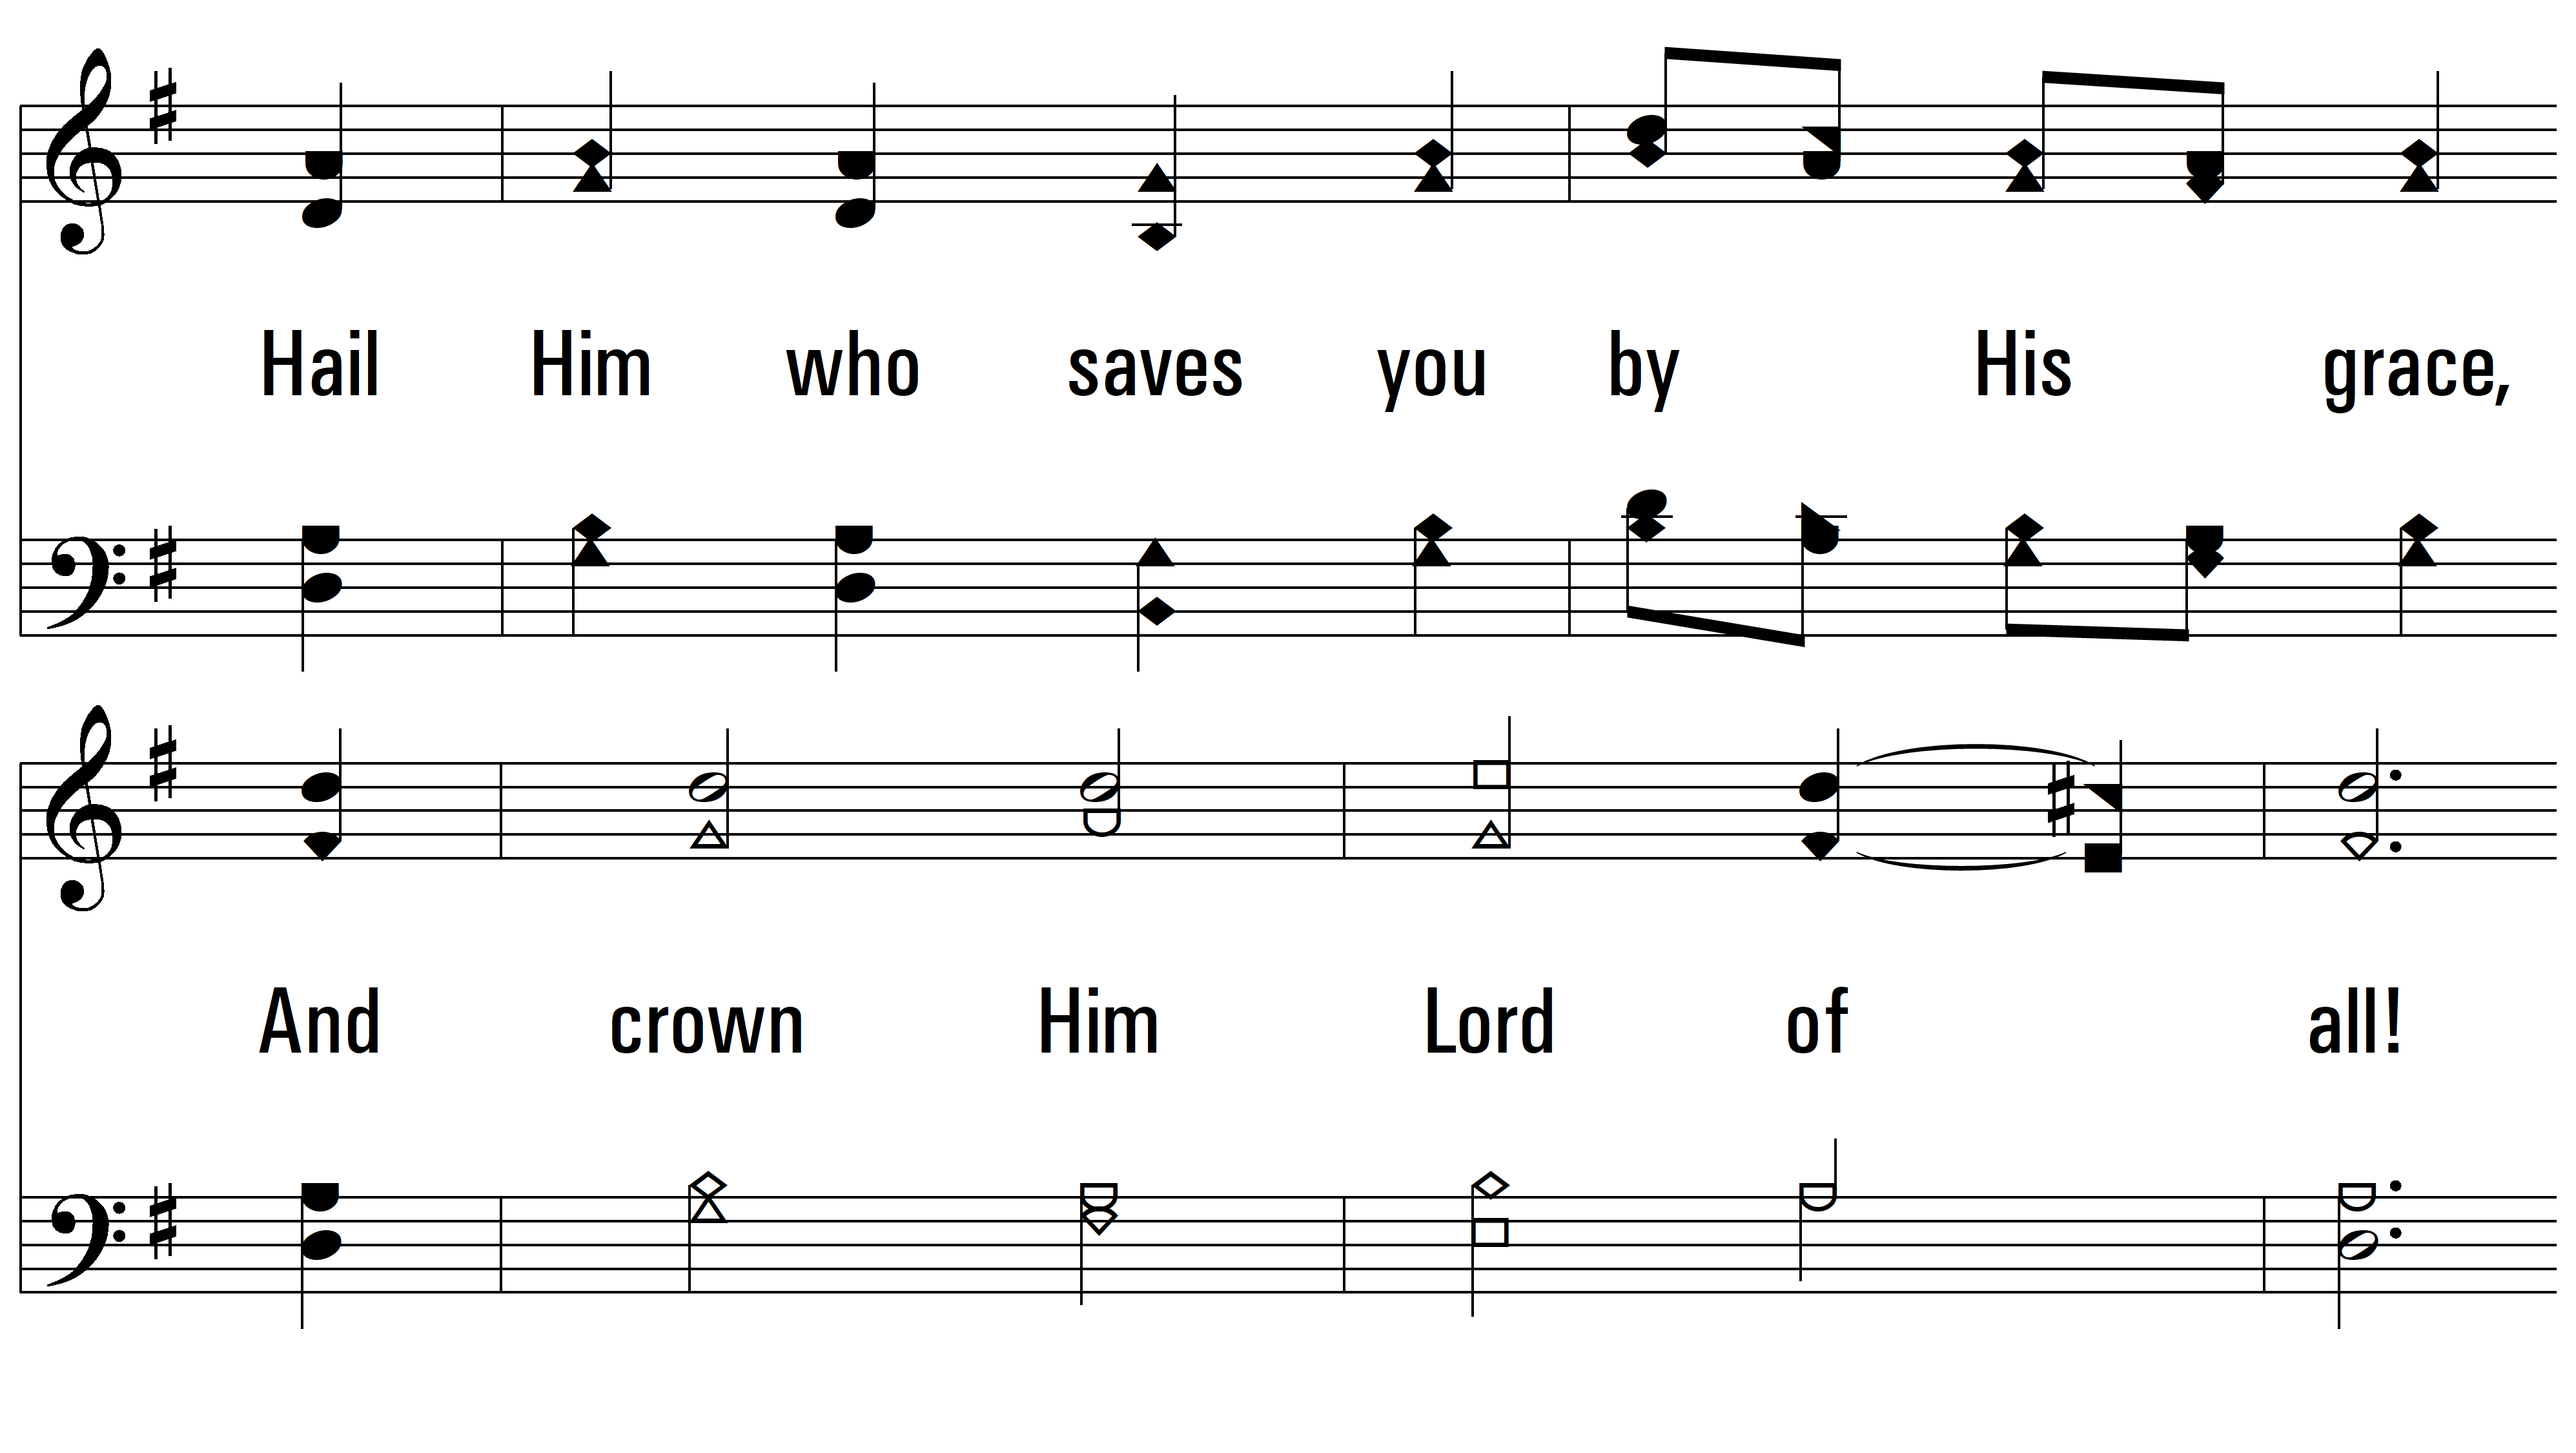 Hail Him who saves you by His grace,
And crown Him Lord of all!